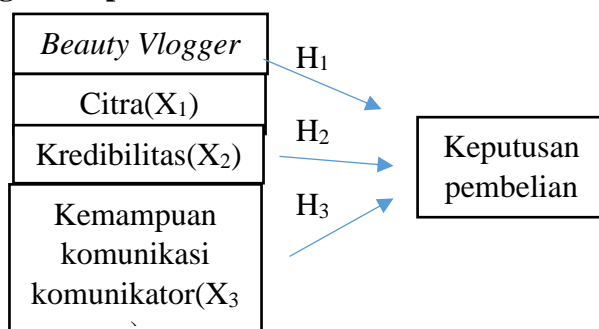 Beauty Vlogger
Citra(X1)
Kredibilitas(X2)
Kemampuan
komunikasi
komunikator(X3
H1
H2
H3
Keputusan
pembelian